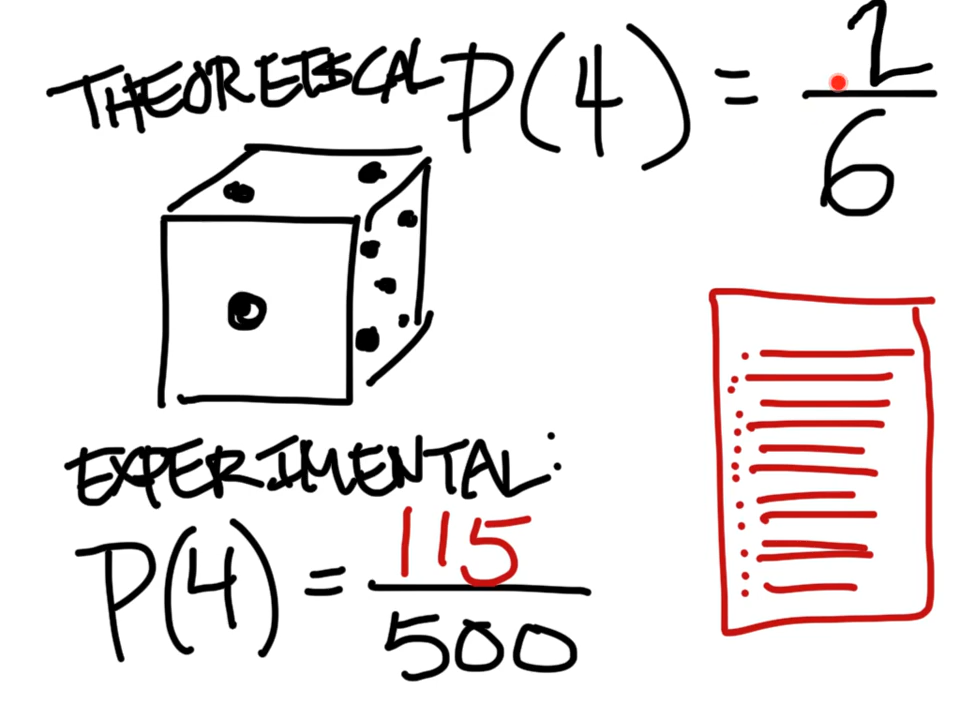 THEORETICAL P(4) = 1/6
EXPERIMENTAL:
P(4) = 115/500